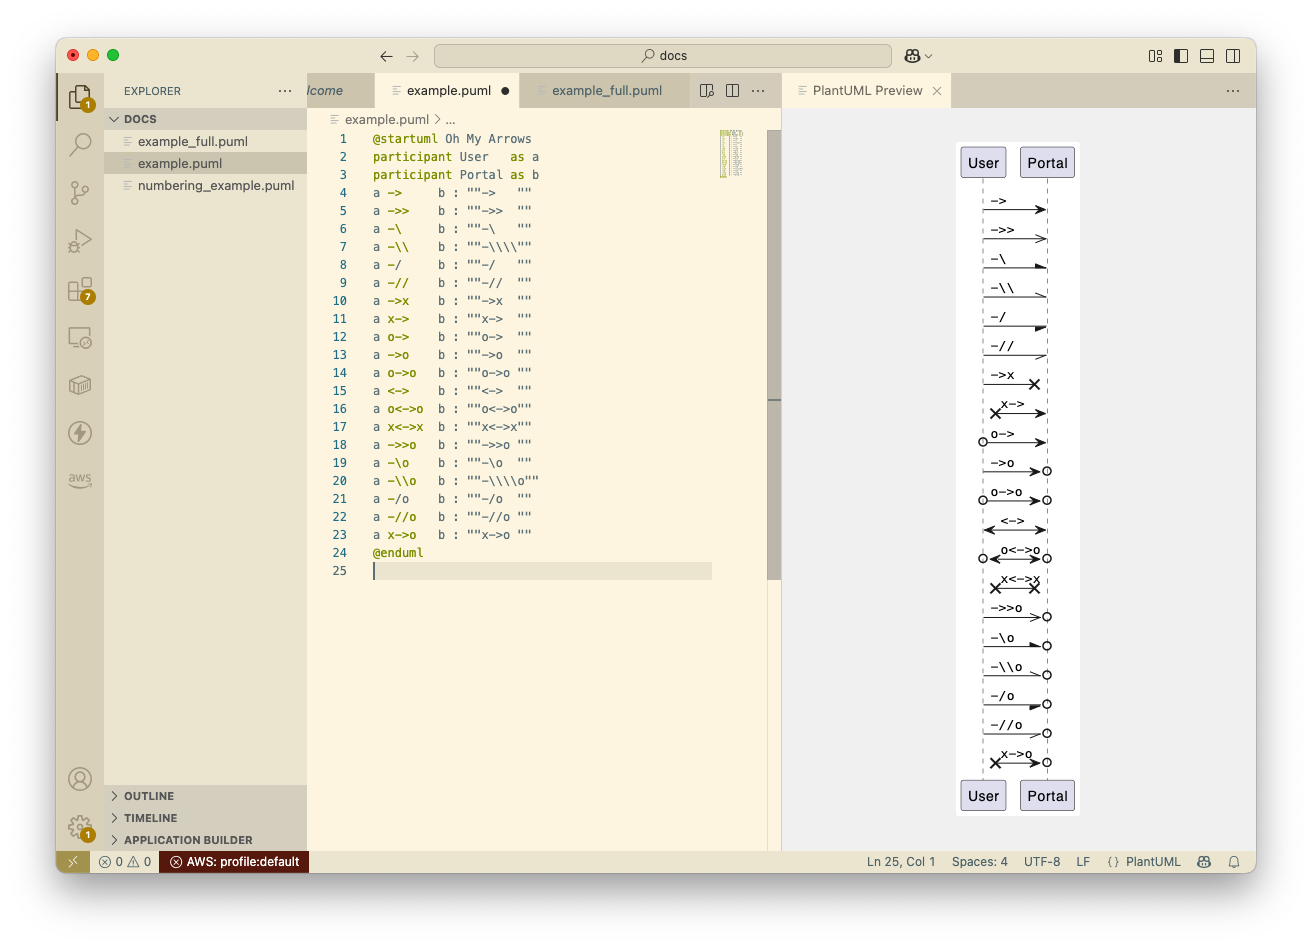 docs
EXPLORER
lcome
example.puml
example_full.puml
PlantUML Preview
DOCS
example_full.puml
example.puml
numbering_example.puml
example.puml > ...
1 @startuml Oh My Arrows
2 participant User   as a
3 participant Portal as b
4 a ->     b : ""->   ""
5 a ->>    b : ""->>  ""
6 a -\     b : ""-\   ""
7 a -\\    b : ""-\\\\""
8 a -/     b : ""-/   ""
9 a -//    b : ""-//  ""
10 a ->x    b : ""->x  ""
11 a x->    b : ""x->  ""
12 a o->    b : ""o->  ""
13 a ->o    b : ""->o  ""
14 a o->o   b : ""o->o ""
15 a <->    b : ""<->  ""
16 a o<->o  b : ""o<->o""
17 a x<->x  b : ""x<->x""
18 a ->>o   b : ""->>o ""
19 a -\o    b : ""-\o  ""
20 a -\\o   b : ""-\\\\o""
21 a -/o    b : ""-/o  ""
22 a -//o   b : ""-//o ""
23 a x->o   b : ""x->o ""
24 @enduml
25
User Portal
->
->>
-\
-\\
-/
-//
->x
x->
o->
->o
o->o
<->
o<->o
x<->x
->>o
-\o
-\\o
-/o
-//o
x->o
User Portal
1
7
aws
1
OUTLINE
TIMELINE
APPLICATION BUILDER
0 0 AWS: profile:default
Ln 25, Col 1 Spaces: 4 UTF-8 LF {} PlantUML